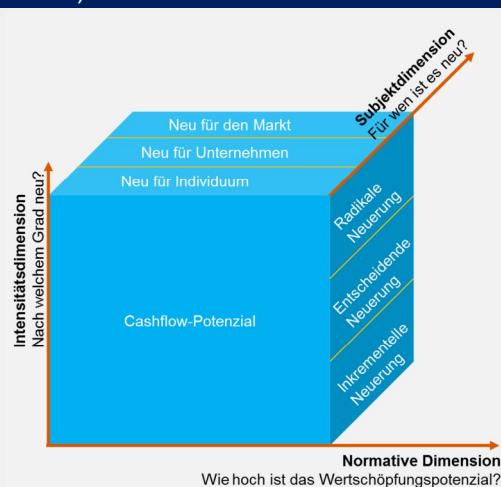 Subjektdimension
Für wen ist es neu?
Neu für den Markt
Neu für Unternehmen
Neu für Individuum
Intensitätsdimension
Nach welchem Grad neu?
Radikale
Neuerung
Entscheidende
Neuerung
Inkrementelle
Neuerung
Cashflow-Potenzial
Normative Dimension
Wie hoch ist das Wertschöpfungspotenzial?